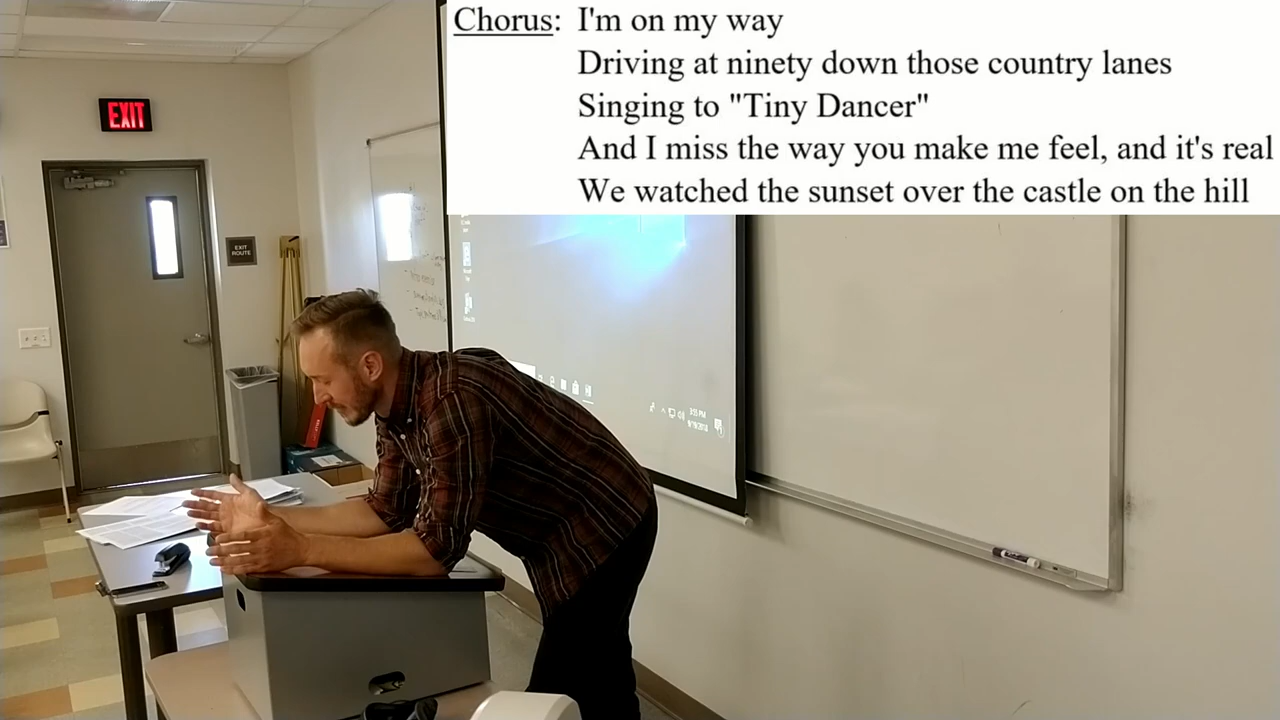 Chorus: I'm on my way
Driving at ninety down those country lanes
Singing to "Tiny Dancer"
And I miss the way you make me feel, and it's real
We watched the sunset over the castle on the hill
EXIT
EXIT
ROUTE